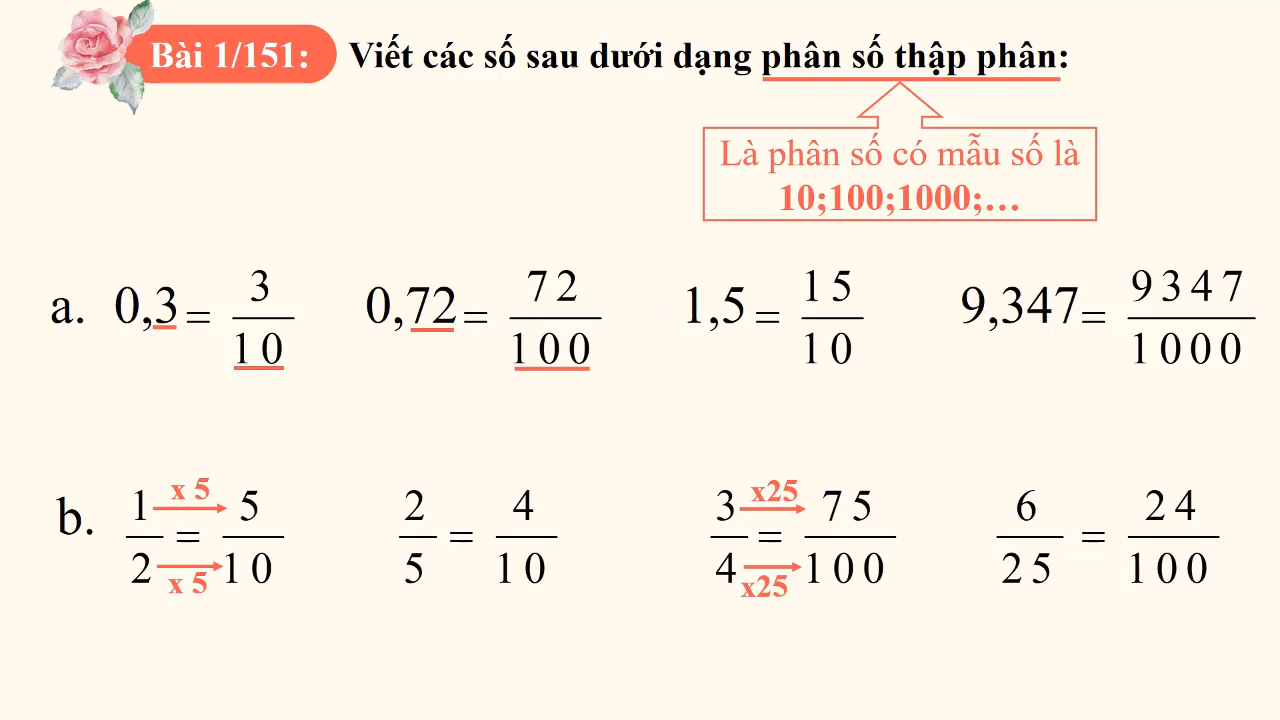 Bài 1/151: Viết các số sau dưới dạng phân số thập phân:
Là phân số có mẫu số là
10;100;1000;…
a. 0,3 = 3/10 0,72 = 72/100 1,5 = 15/10 9,347 = 9347/1000
x 5 x25
b. 1/2 = 5/10 2/5 = 4/10 3/4 = 75/100 6/25 = 24/100
x 5 x25